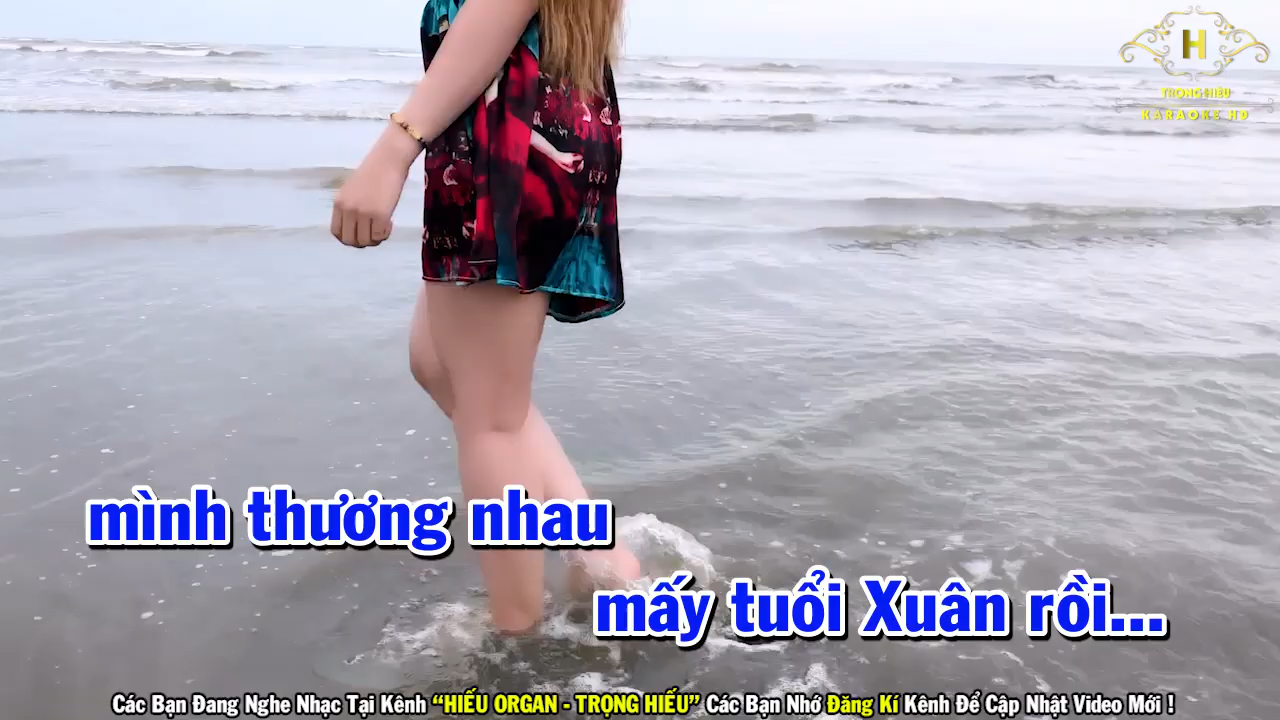 H
TRỌNG HIẾU
KARAOKE HD
mình thương nhau
mấy tuổi Xuân rồi...
Các Bạn Đang Nghe Nhạc Tại Kênh “HIẾU ORGAN - TRỌNG HIẾU” Các Bạn Nhớ Đăng Kí Kênh Để Cập Nhật Video Mới !